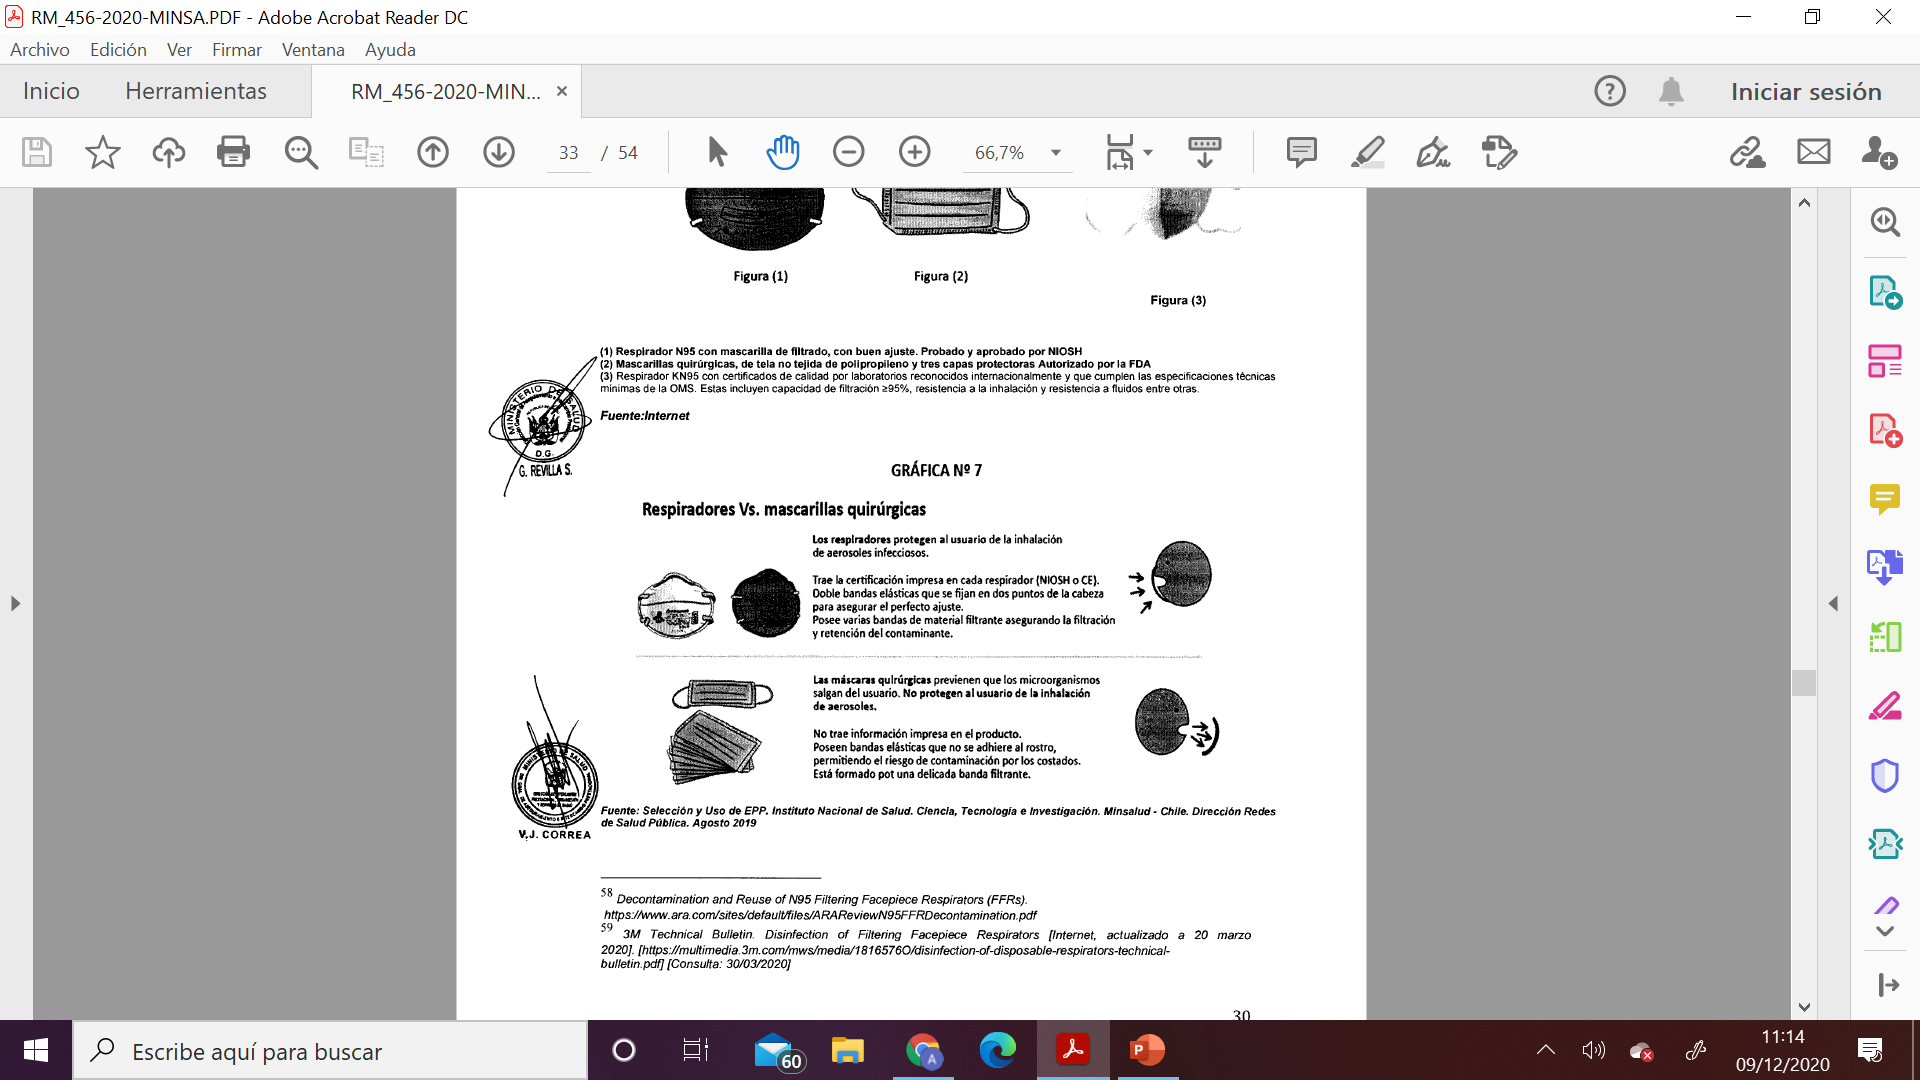 RM_456-2020-MINSA.PDF - Adobe Acrobat Reader DC
Archivo Edición Ver Firmar Ventana Ayuda
Inicio Herramientas RM_456-2020-MIN... × Iniciar sesión
33 / 54 66,7%
Figura (1) Figura (2)
Figura (3)
(1) Respirador N95 con mascarilla de filtrado, con buen ajuste. Probado y aprobado por NIOSH
(2) Mascarillas quirúrgicas, de tela no tejida de polipropileno y tres capas protectoras Autorizado por la FDA
(3) Respirador KN95 con certificados de calidad por laboratorios reconocidos internacionalmente y que cumplen las especificaciones técnicas
mínimas de la OMS. Estas incluyen capacidad de filtración ≥95%, resistencia a la inhalación y resistencia a fluidos entre otras.
Fuente:Internet
MINISTERIO DE SALUD
D.G.
G. REVILLA S.
GRÁFICA Nº 7
Respiradores Vs. mascarillas quirúrgicas
Los respiradores protegen al usuario de la inhalación
de aerosoles infecciosos.
Trae la certificación impresa en cada respirador (NIOSH o CE).
Doble bandas elásticas que se fijan en dos puntos de la cabeza
para asegurar el perfecto ajuste.
Posee varias bandas de material filtrante asegurando la filtración
y retención del contaminante.
Las máscaras quirúrgicas previenen que los microorganismos
salgan del usuario. No protegen al usuario de la inhalación
de aerosoles.
No trae información impresa en el producto.
Poseen bandas elásticas que no se adhiere al rostro,
permitiendo el riesgo de contaminación por los costados.
Está formado pot una delicada banda filtrante.
MINISTERIO DE SALUD
V.J. CORREA
Fuente: Selección y Uso de EPP. Instituto Nacional de Salud. Ciencia, Tecnología e Investigación. Minsalud - Chile. Dirección Redes
de Salud Pública. Agosto 2019
58 Decontamination and Reuse of N95 Filtering Facepiece Respirators (FFRs).
https://www.ara.com/sites/default/files/ARAReviewN95FFRDecontamination.pdf
59 3M Technical Bulletin. Disinfection of Filtering Facepiece Respirators [Internet, actualizado a 20 marzo
2020]. [https://multimedia.3m.com/mws/media/1816576O/disinfection-of-disposable-respirators-technical-
bulletin.pdf] [Consulta: 30/03/2020]
30
Escribe aquí para buscar
60
11:14
09/12/2020